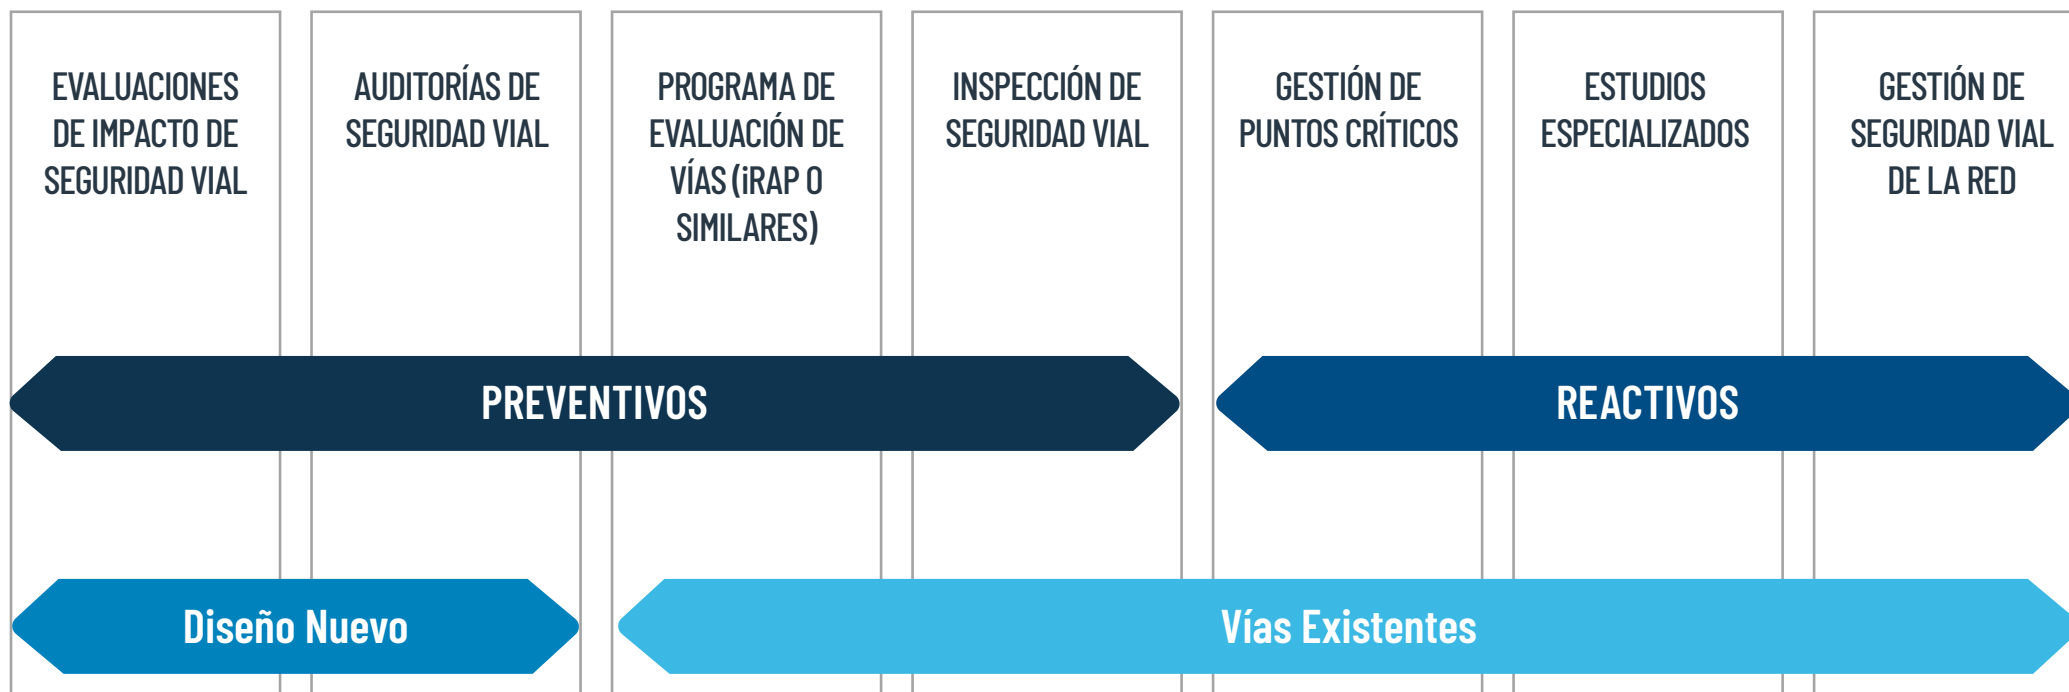 EVALUACIONES
DE IMPACTO DE
SEGURIDAD VIAL
AUDITORÍAS DE
SEGURIDAD VIAL
PROGRAMA DE
EVALUACIÓN DE
VÍAS (iRAP O
SIMILARES)
INSPECCIÓN DE
SEGURIDAD VIAL
GESTIÓN DE
PUNTOS CRÍTICOS
ESTUDIOS
ESPECIALIZADOS
GESTIÓN DE
SEGURIDAD VIAL
DE LA RED
PREVENTIVOS
REACTIVOS
Diseño Nuevo
Vías Existentes